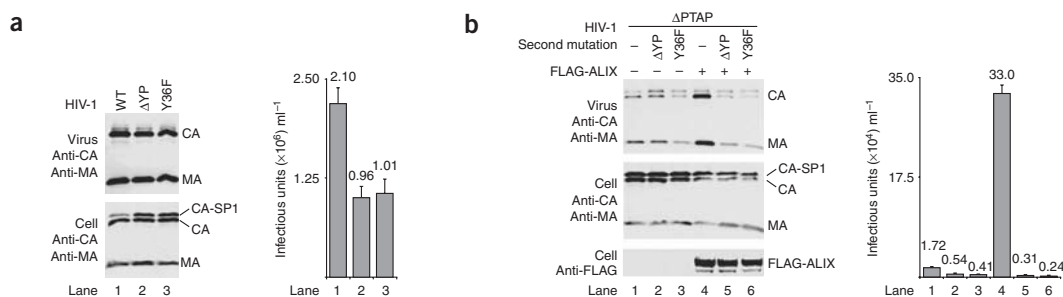 a
HIV-1 WT ΔYP Y36F
Virus
Anti-CA
Anti-MA
CA
MA
Cell
Anti-CA
Anti-MA
CA-SP1
CA
MA
Lane 1 2 3
Infectious units (×10⁶) ml⁻¹
2.50
1.25
0
2.10
0.96
1.01
Lane 1 2 3
b
ΔPTAP
HIV-1
Second mutation – ΔYP Y36F – ΔYP Y36F
FLAG-ALIX – – – + + +
Virus
Anti-CA
Anti-MA
CA
MA
Cell
Anti-CA
Anti-MA
CA-SP1
CA
MA
Cell
Anti-FLAG
FLAG-ALIX
Lane 1 2 3 4 5 6
Infectious units (×10⁴) ml⁻¹
35.0
17.5
0
1.72
0.54
0.41
33.0
0.31
0.24
Lane 1 2 3 4 5 6